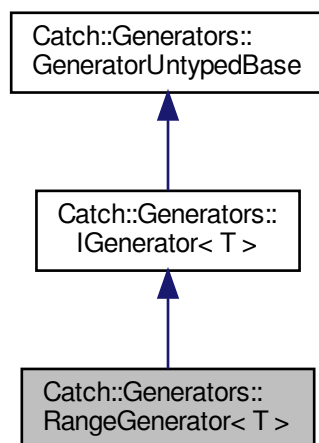 Catch::Generators::
GeneratorUntypedBase
Catch::Generators::
IGenerator< T >
Catch::Generators::
RangeGenerator< T >